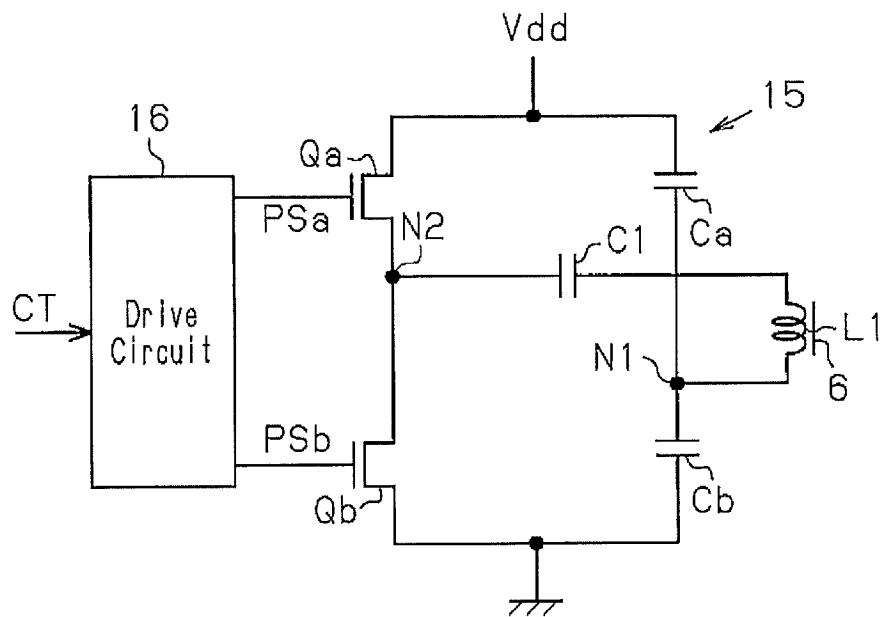 Vdd
15
16
Qa
PSa
N2
C1
Ca
CT
Drive
Circuit
L1
N1
6
PSb
Qb
Cb